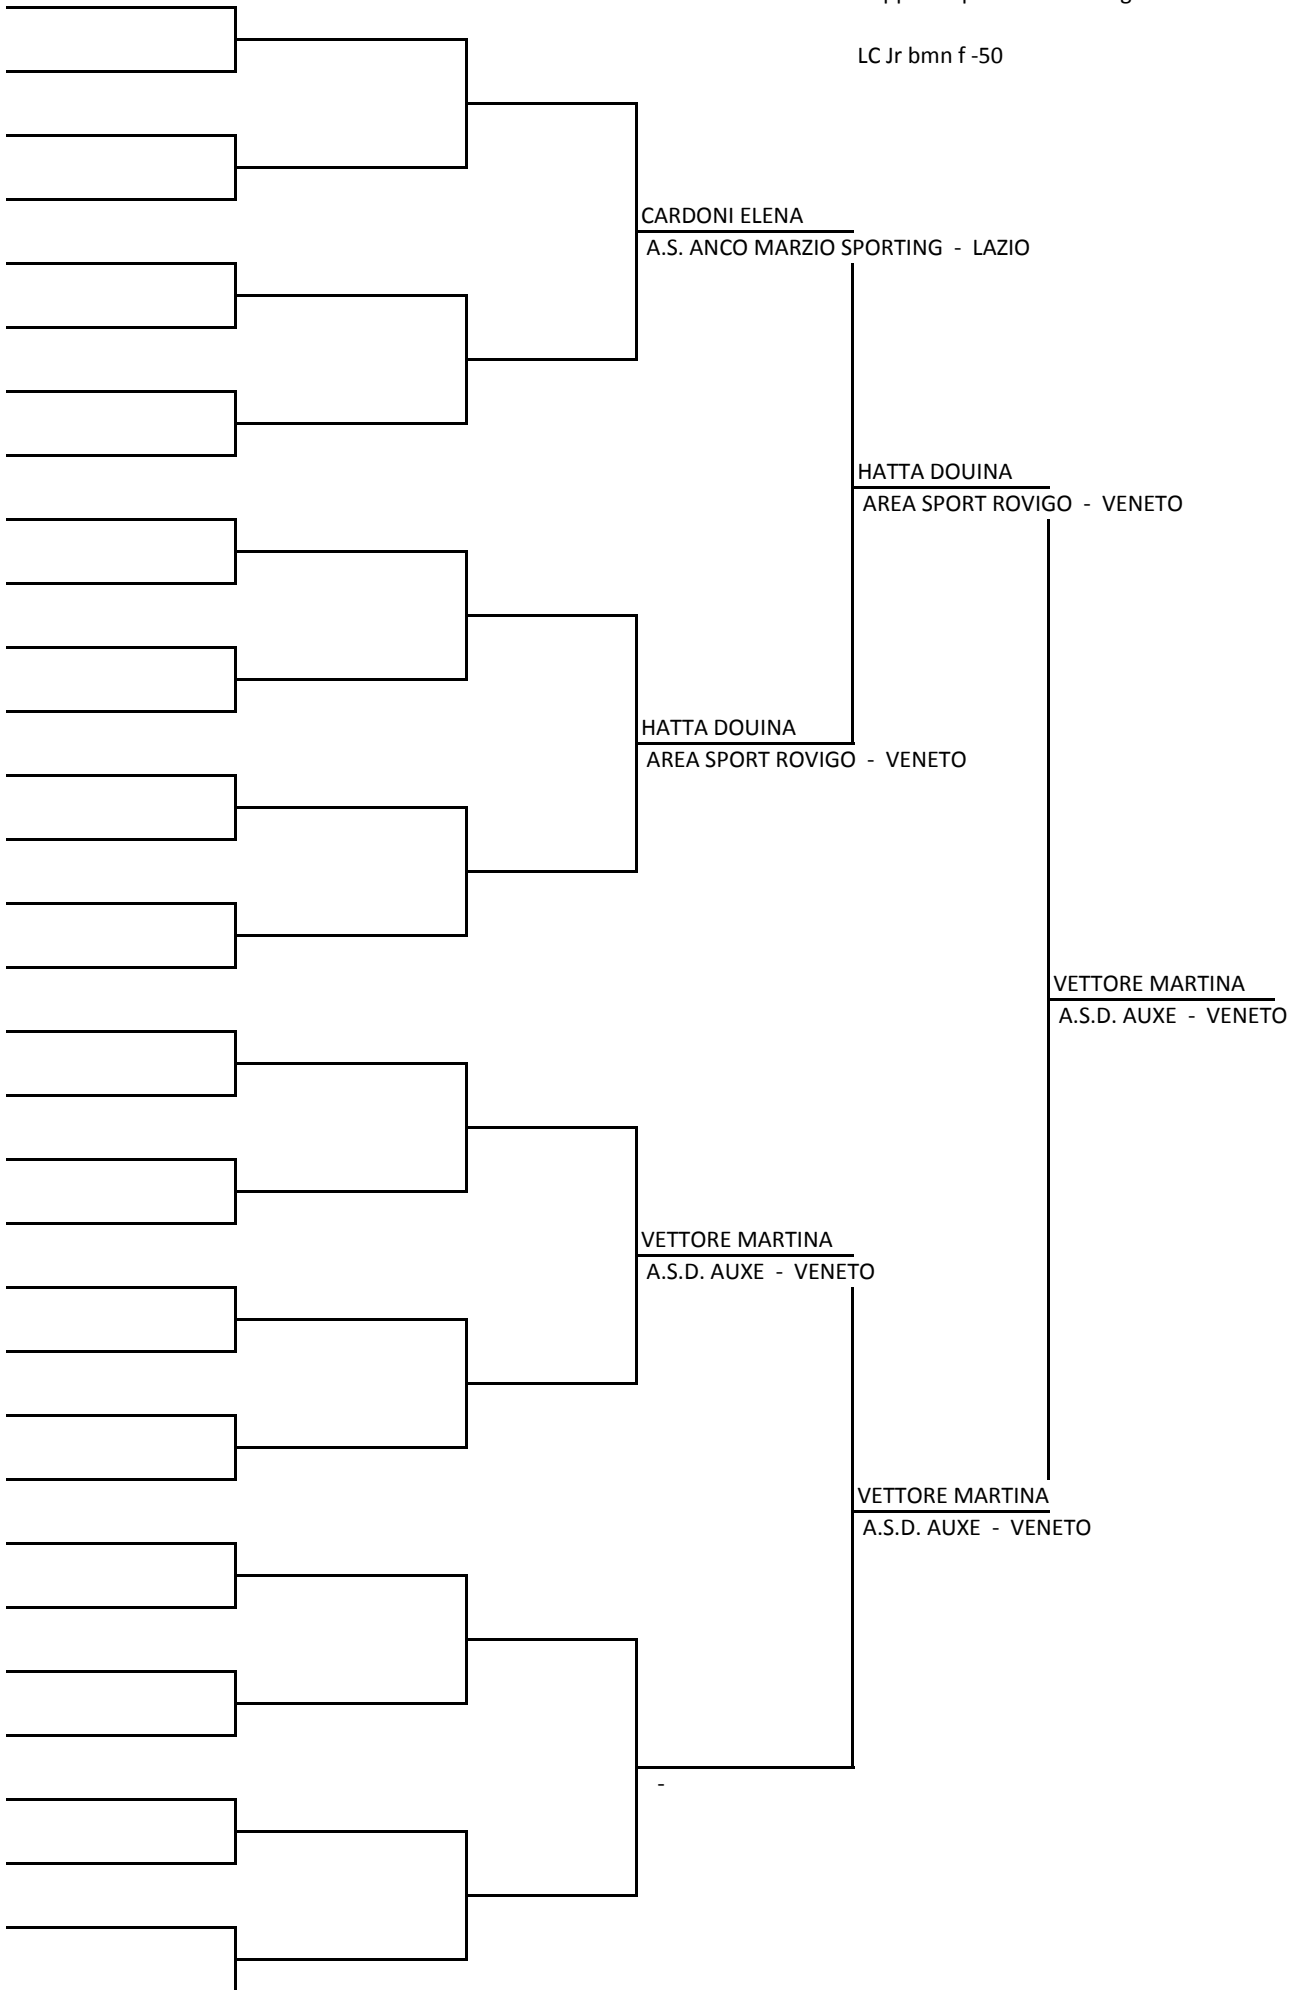 LC Jr bmn f -50
CARDONI ELENA
A.S. ANCO MARZIO SPORTING - LAZIO
HATTA DOUINA
AREA SPORT ROVIGO - VENETO
HATTA DOUINA
AREA SPORT ROVIGO - VENETO
VETTORE MARTINA
A.S.D. AUXE - VENETO
VETTORE MARTINA
A.S.D. AUXE - VENETO
VETTORE MARTINA
A.S.D. AUXE - VENETO
-